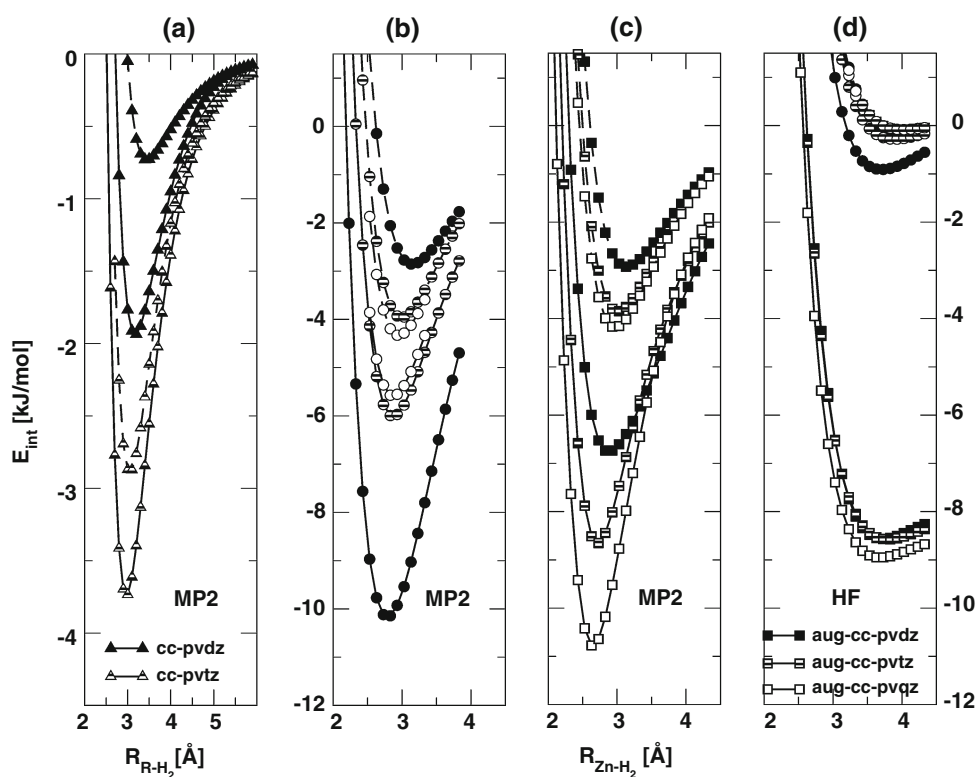 (a) (b) (c) (d)
E_int [kJ/mol]
0
-1
-2
-3
-4
0
-2
-4
-6
-8
-10
-12
0
-2
-4
-6
-8
-10
-12
MP2 MP2 MP2 HF
cc-pvdz
cc-pvtz
aug-cc-pvdz
aug-cc-pvtz
aug-cc-pvqz
2 3 4 5 2 3 4 2 3 4 2 3 4
R_R-H₂ [Å] R_Zn-H₂ [Å]